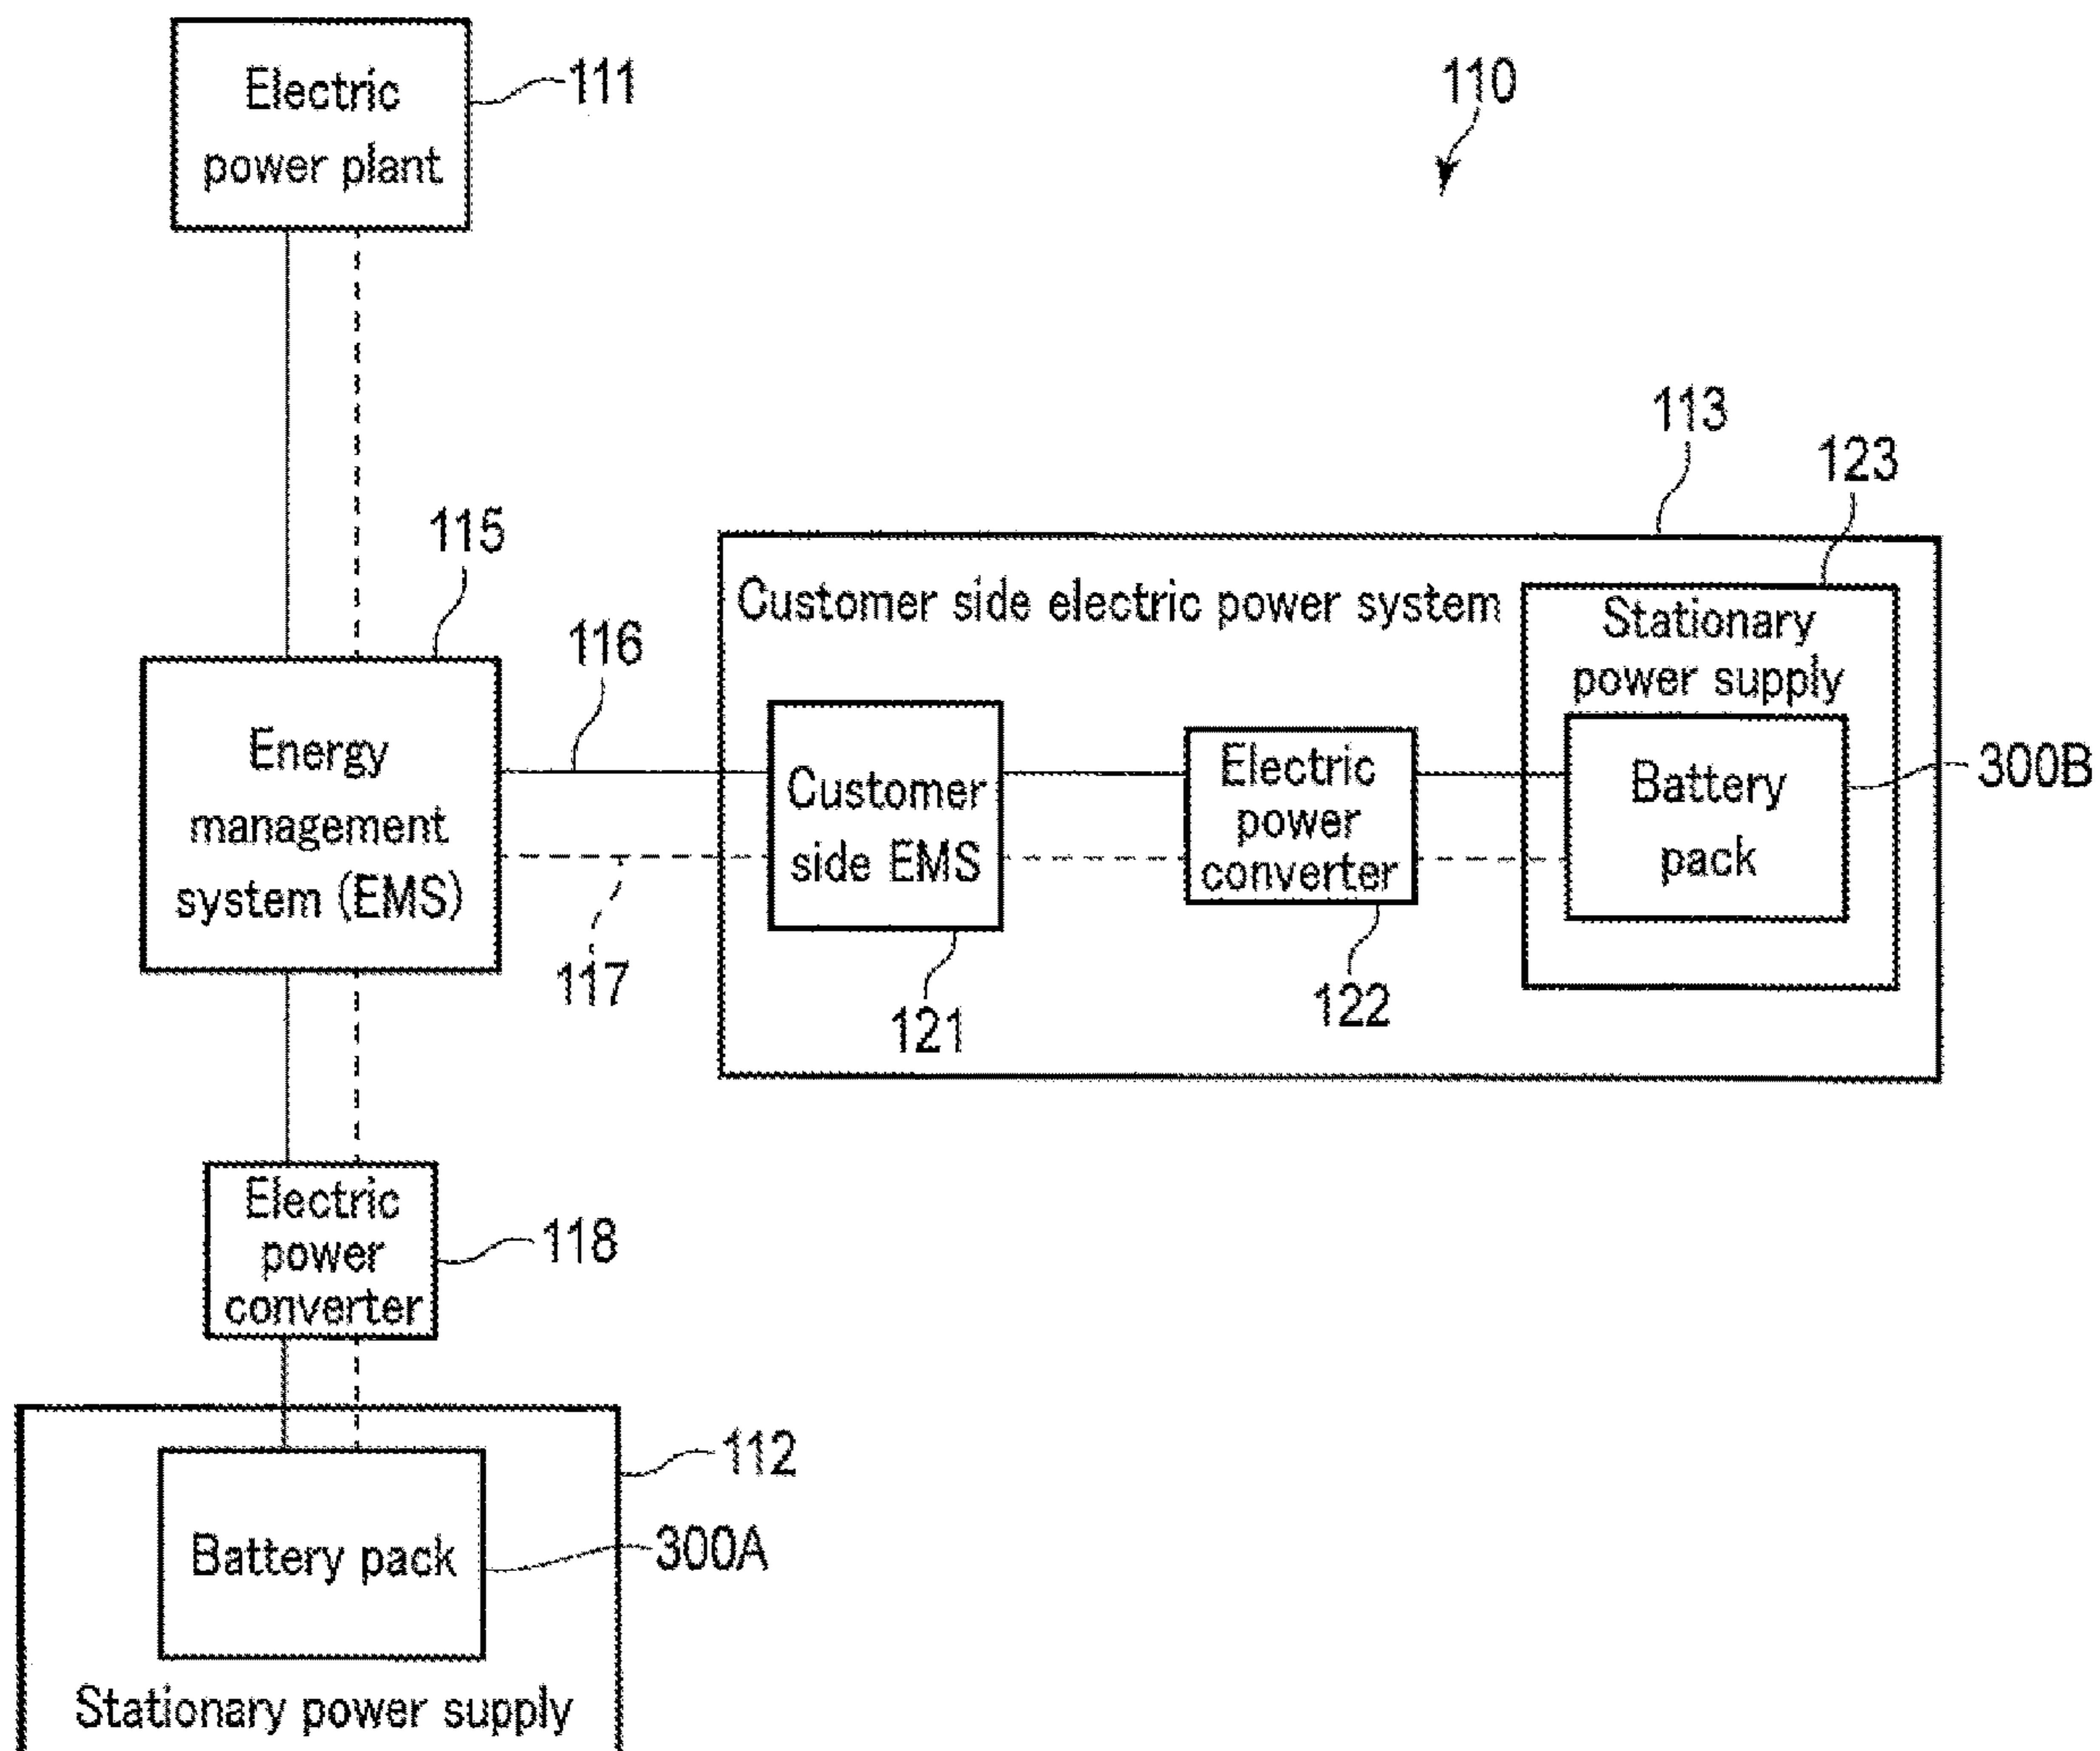 Electric
power plant
111
110
113
123
115
Customer side electric power system
Stationary
power supply
116
Energy
management
system (EMS)
Customer
side EMS
Electric
power
converter
Battery
pack
300B
117
121
122
Electric
power
converter
118
112
Battery pack
300A
Stationary power supply